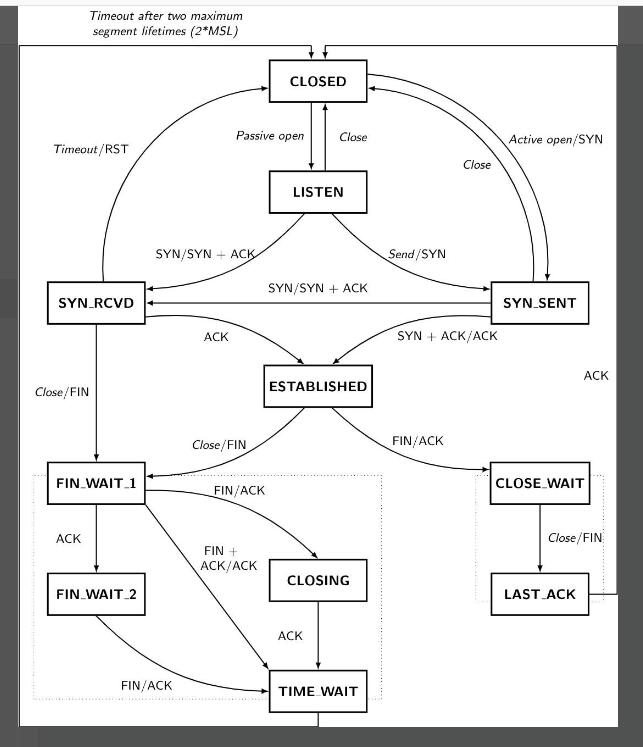 Timeout after two maximum
segment lifetimes (2*MSL)
CLOSED
Passive open
Close
Timeout/RST
Active open/SYN
Close
LISTEN
SYN/SYN + ACK
Send/SYN
SYN/SYN + ACK
SYN_RCVD
SYN_SENT
ACK
SYN + ACK/ACK
ESTABLISHED
ACK
Close/FIN
Close/FIN
FIN/ACK
FIN_WAIT_1
CLOSE_WAIT
FIN/ACK
ACK
FIN +
ACK/ACK
Close/FIN
CLOSING
FIN_WAIT_2
LAST_ACK
ACK
FIN/ACK
TIME_WAIT